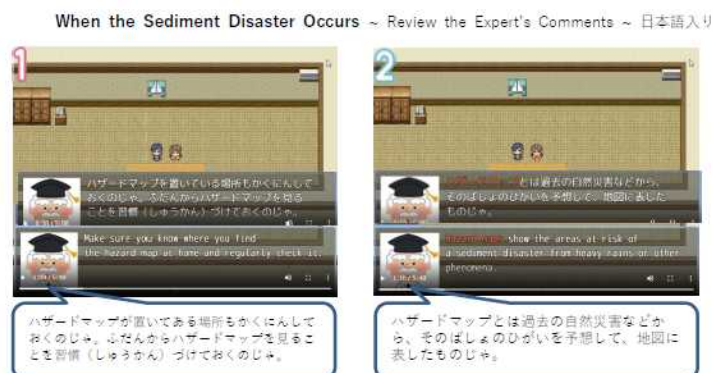 When the Sediment Disaster Occurs ~ Review the Expert's Comments ~ 日本語入り
1
ハザードマップを置いている場所もかくにんして
おくのじゃ。ふだんからハザードマップを見る
ことを習慣（しゅうかん）づけておくのじゃ。
Make sure you know where you find
the hazard map at home and regularly check it.
ハザードマップが置いてある場所もかくにんして
おくのじゃ。ふだんからハザードマップを見るこ
とを習慣（しゅうかん）づけておくのじゃ。
2
ハザードマップとは過去の自然災害などから、
そのばしょのひがいを予想して、地図に表した
ものじゃ。
Hazard maps show the areas at risk of
a sediment disaster from heavy rains or other
phenomena.
ハザードマップとは過去の自然災害などか
ら、そのばしょのひがいを予想して、地図に
表したものじゃ。